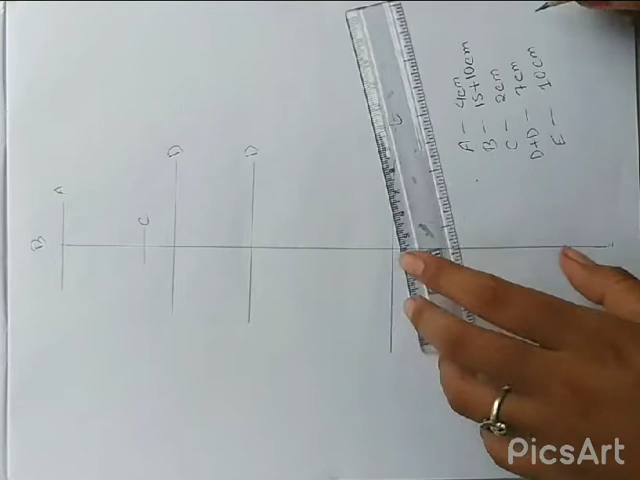 A — 4cm
B — 15+10cm
C — 2cm
D+D — 7cm
E — 10cm
A
B
C
D
D
PicsArt